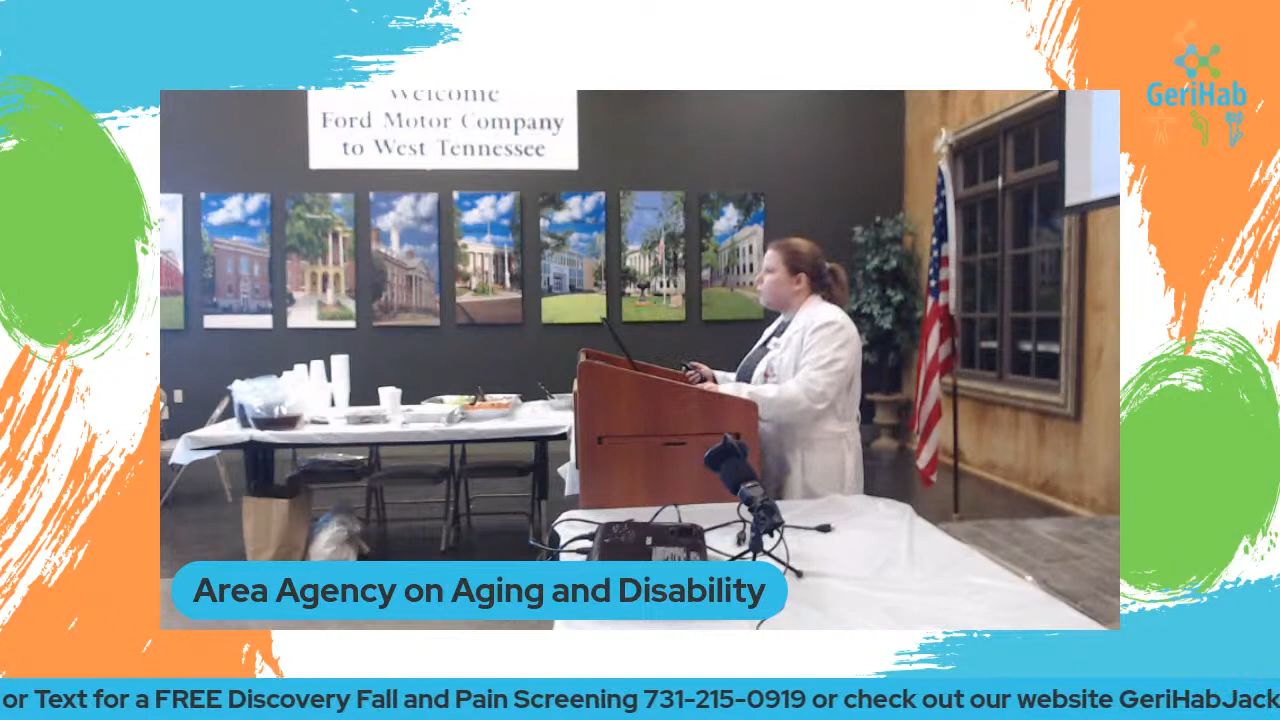 GeriHab
Welcome
Ford Motor Company
to West Tennessee
Area Agency on Aging and Disability
or Text for a FREE Discovery Fall and Pain Screening 731-215-0919 or check out our website GeriHabJack